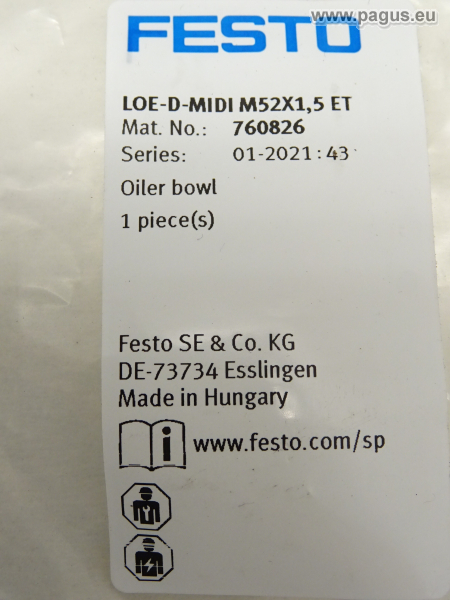 www.pagus.eu
FESTO
LOE-D-MIDI M52X1,5 ET
Mat. No.: 760826
Series: 01-2021:43
Oiler bowl
1 piece(s)
Festo SE & Co. KG
DE-73734 Esslingen
Made in Hungary
i www.festo.com/sp